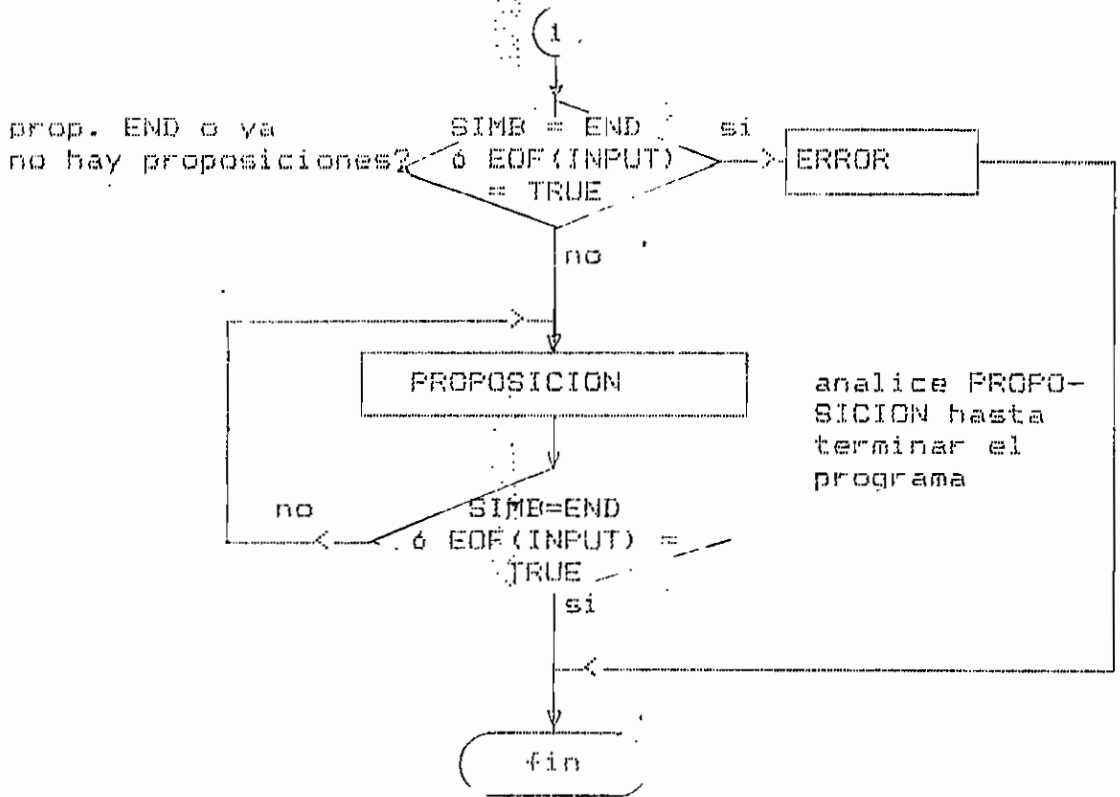 1
prop. END o ya
no hay proposiciones?
SIMB = END
ó EOF(INPUT)
= TRUE
si
ERROR
no
PROPOSICION
analice PROPO-
SICION hasta
terminar el
programa
no
SIMB=END
ó EOF(INPUT) =
TRUE
si
fin